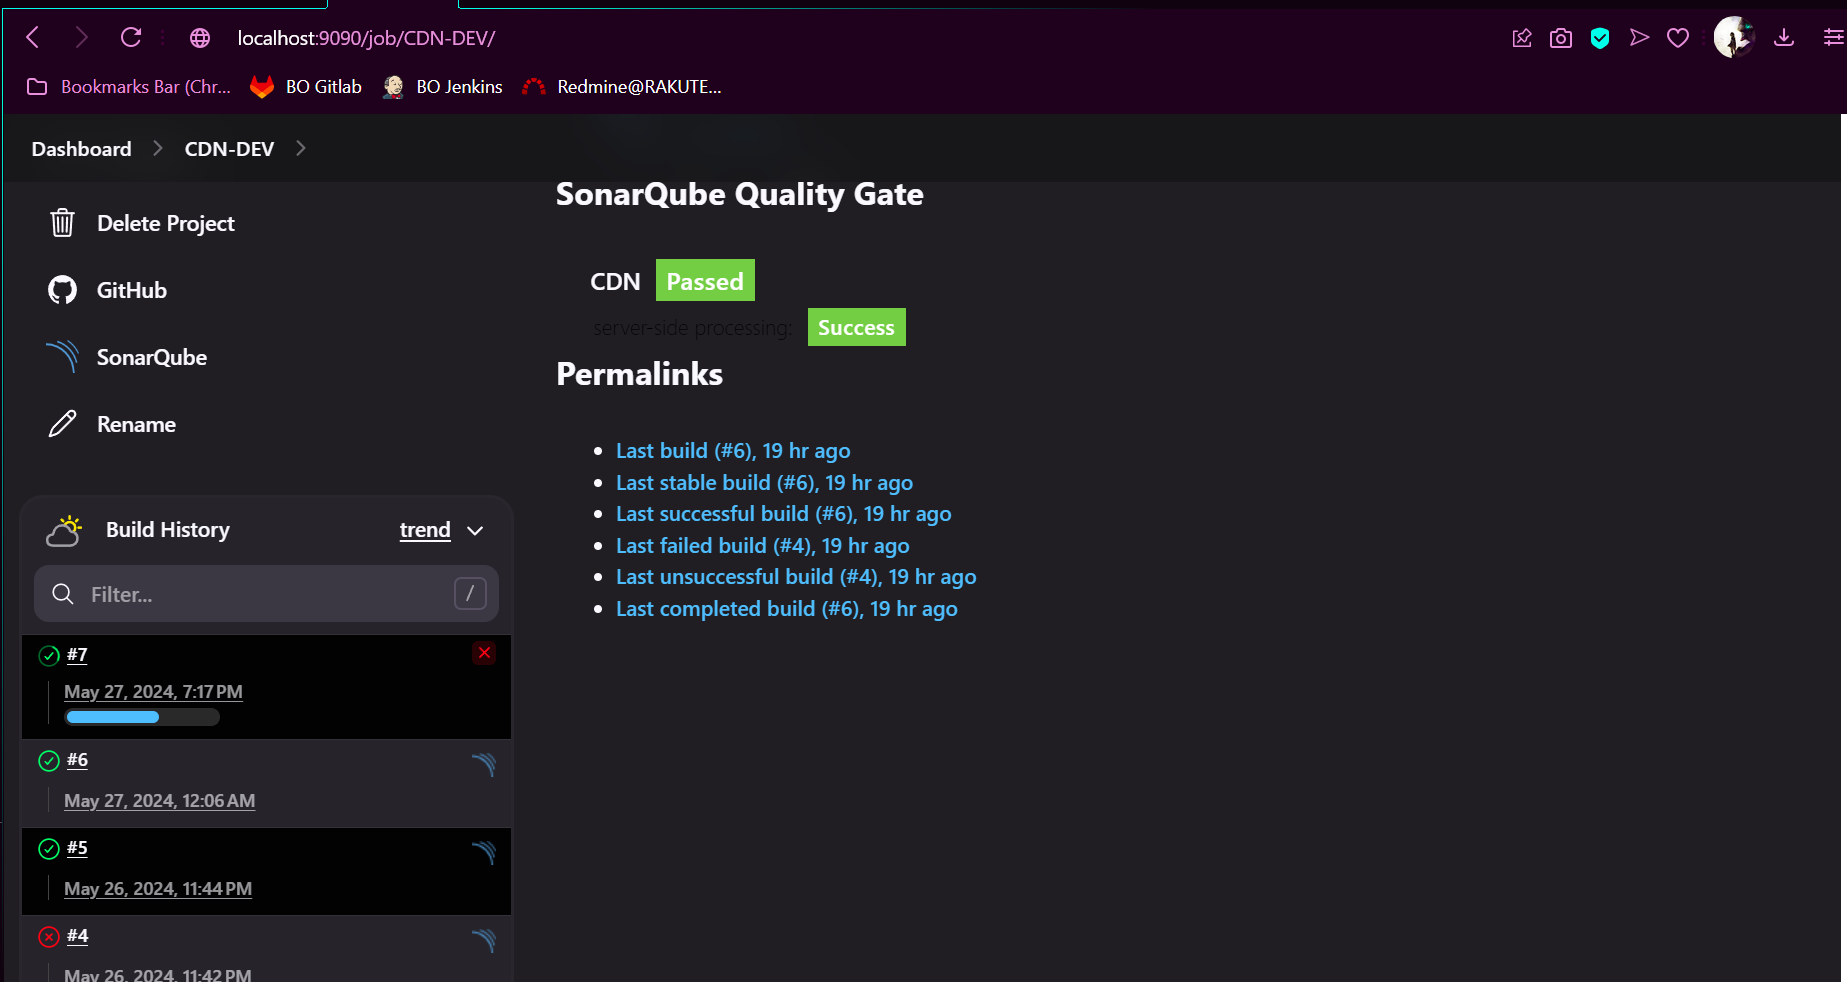 localhost:9090/job/CDN-DEV/
Bookmarks Bar (Chr... BO Gitlab BO Jenkins Redmine@RAKUTE...
Dashboard CDN-DEV
Delete Project
GitHub
SonarQube
Rename
Build History trend
Filter... /
#7
May 27, 2024, 7:17 PM
#6
May 27, 2024, 12:06 AM
#5
May 26, 2024, 11:44 PM
#4
May 26, 2024, 11:42 PM
SonarQube Quality Gate
CDN Passed
server-side processing: Success
Permalinks
Last build (#6), 19 hr ago
Last stable build (#6), 19 hr ago
Last successful build (#6), 19 hr ago
Last failed build (#4), 19 hr ago
Last unsuccessful build (#4), 19 hr ago
Last completed build (#6), 19 hr ago